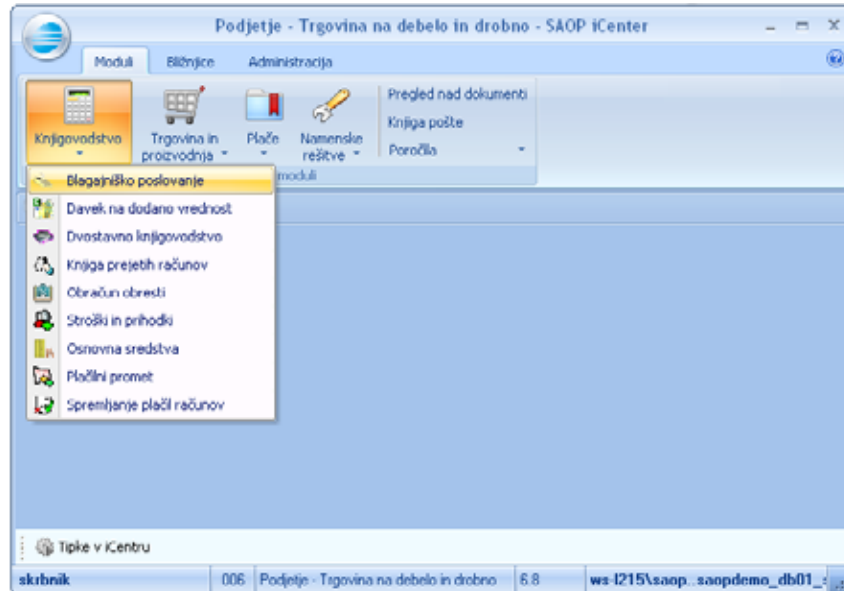 Podjetje - Trgovina na debelo in drobno - SAOP iCenter
Moduli Bližnjice Administracija
Knjigovodstvo
Trgovina in proizvodnja
Plače
Namenske rešitve
Pregled nad dokumenti
Knjiga pošte
Poročila
moduli
Blagajniško poslovanje
Davek na dodano vrednost
Dvostavno knjigovodstvo
Knjiga prejetih računov
Obračun obresti
Stroški in prihodki
Osnovna sredstva
Plačilni promet
Spremljanje plačil računov
Tipke v iCentru
skrbnik 006 Podjetje - Trgovina na debelo in drobno 6.8 ws-l215\saop..saopdemo_db01_